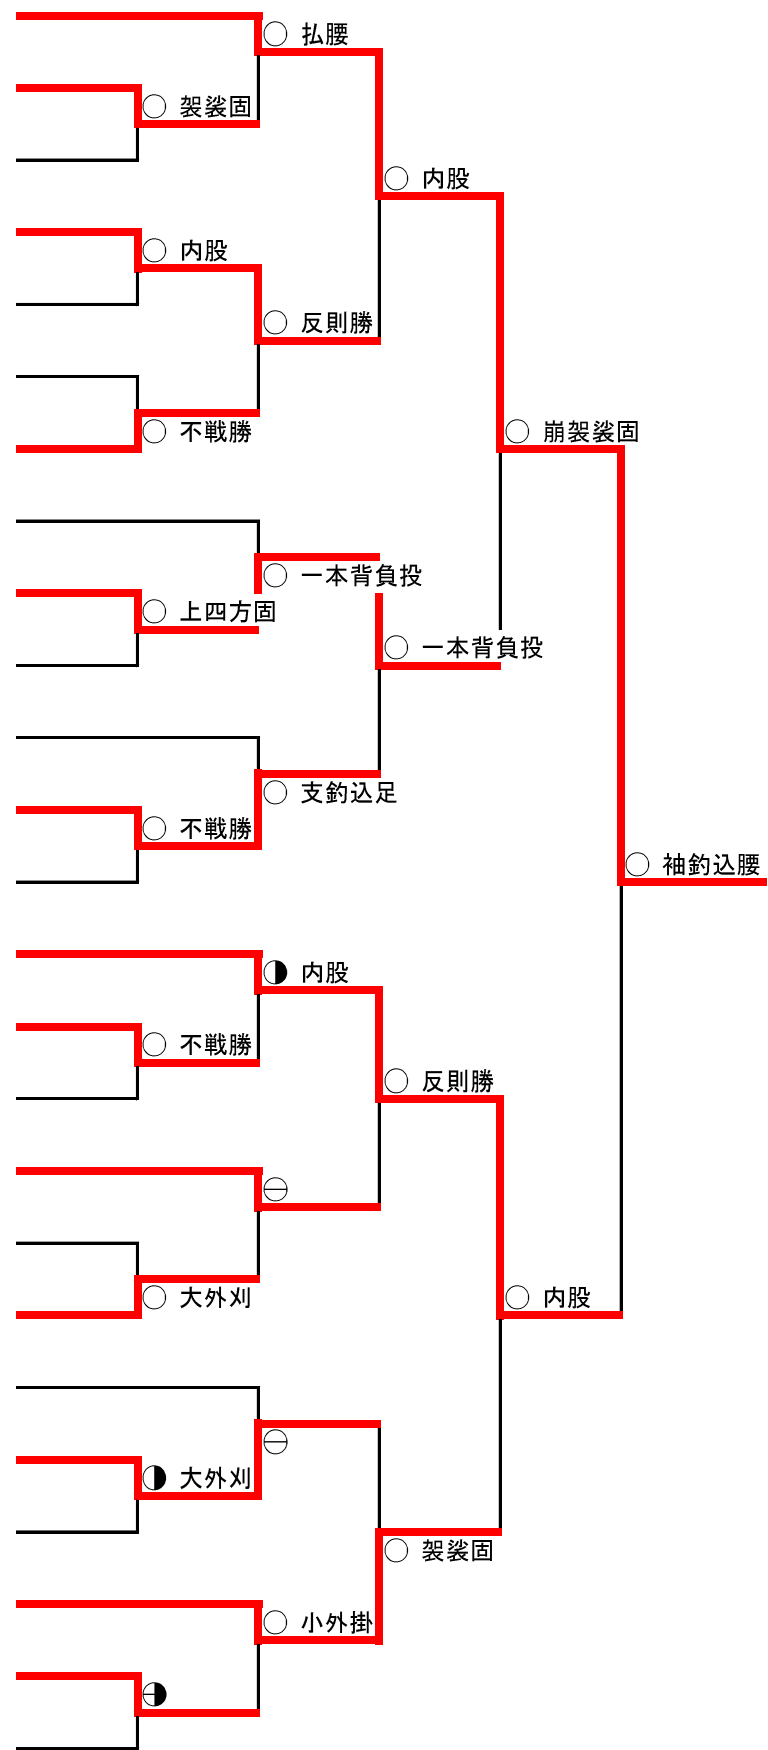 ○ 払腰
○ 袈裟固
○ 内股
○ 内股
○ 反則勝
○ 不戦勝
○ 崩袈裟固
○ 一本背負投
○ 上四方固
○ 一本背負投
○ 支釣込足
○ 不戦勝
○ 袖釣込腰
◑ 内股
○ 不戦勝
○ 反則勝
⊖
○ 大外刈
○ 内股
⊖
◑ 大外刈
○ 袈裟固
○ 小外掛